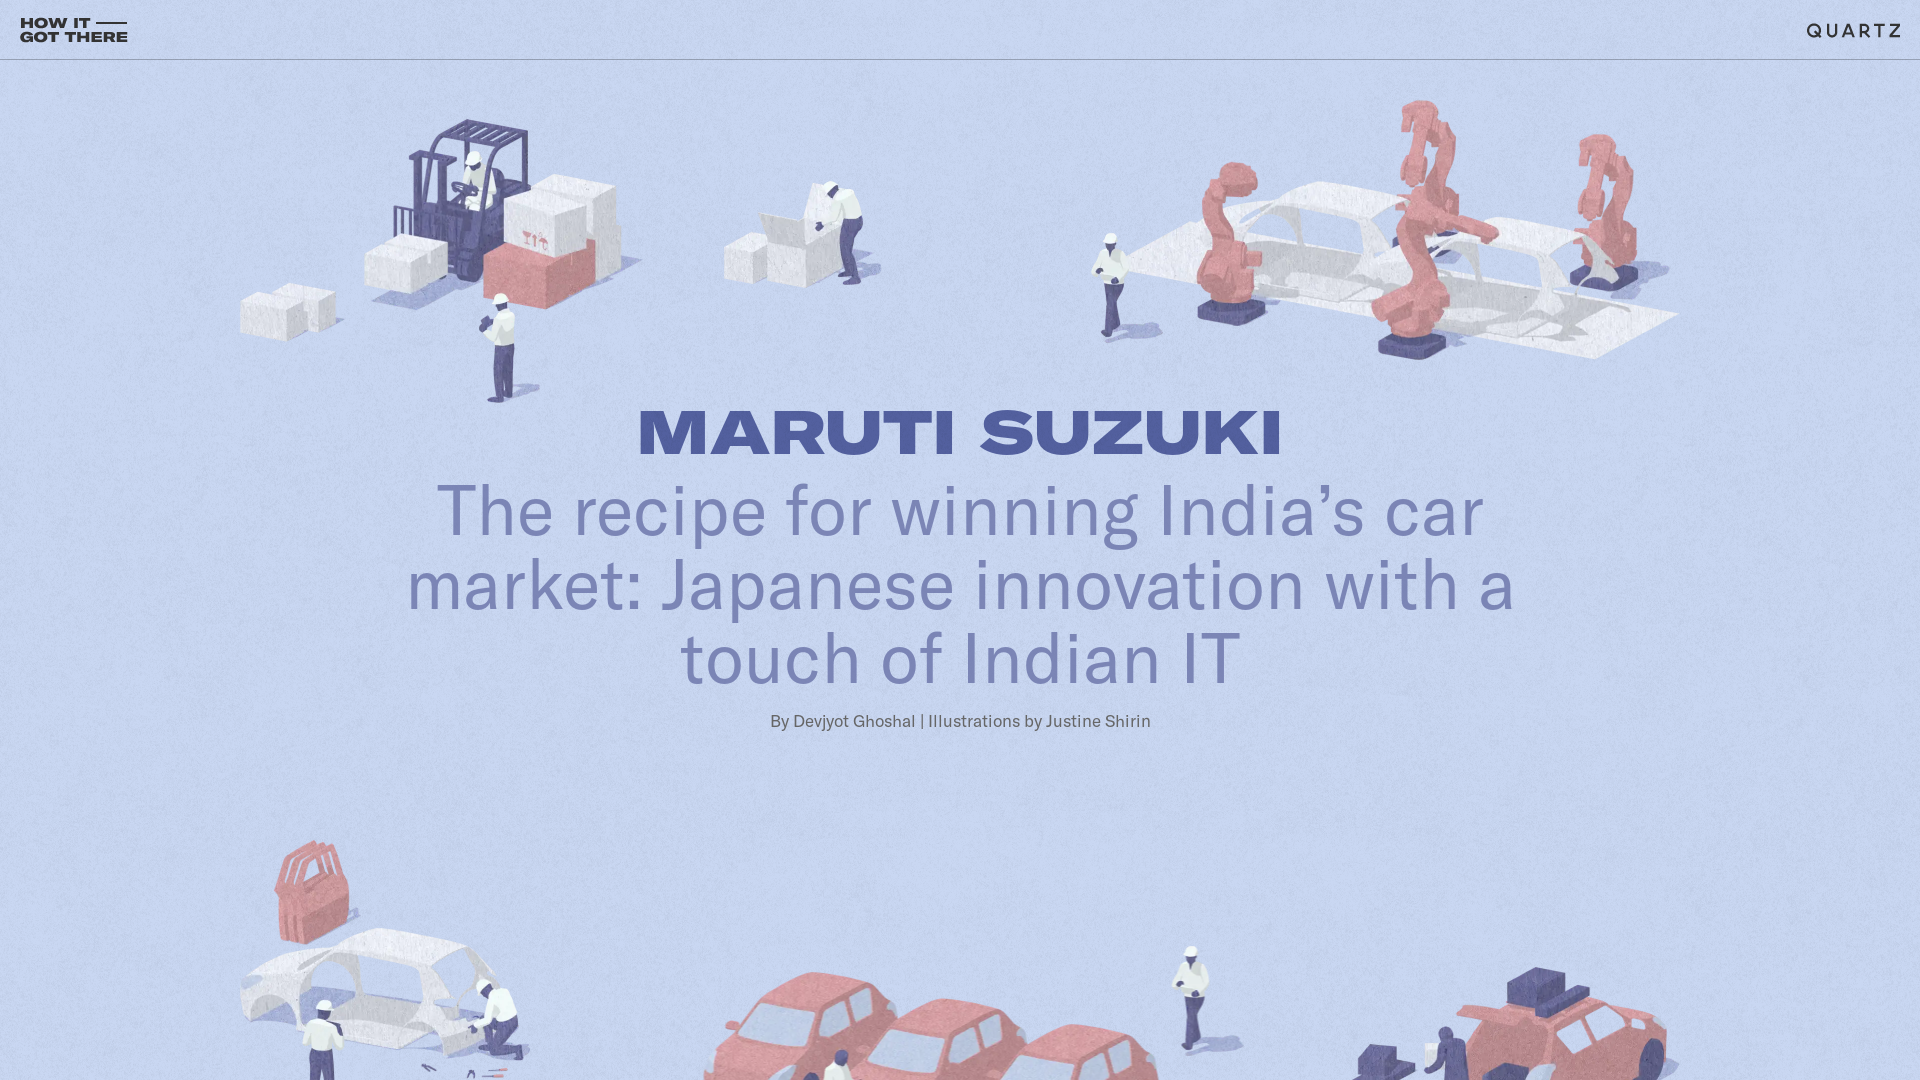 HOW IT
GOT THERE
QUARTZ
MARUTI SUZUKI
The recipe for winning India’s car
market: Japanese innovation with a
touch of Indian IT
By Devjyot Ghoshal | Illustrations by Justine Shirin